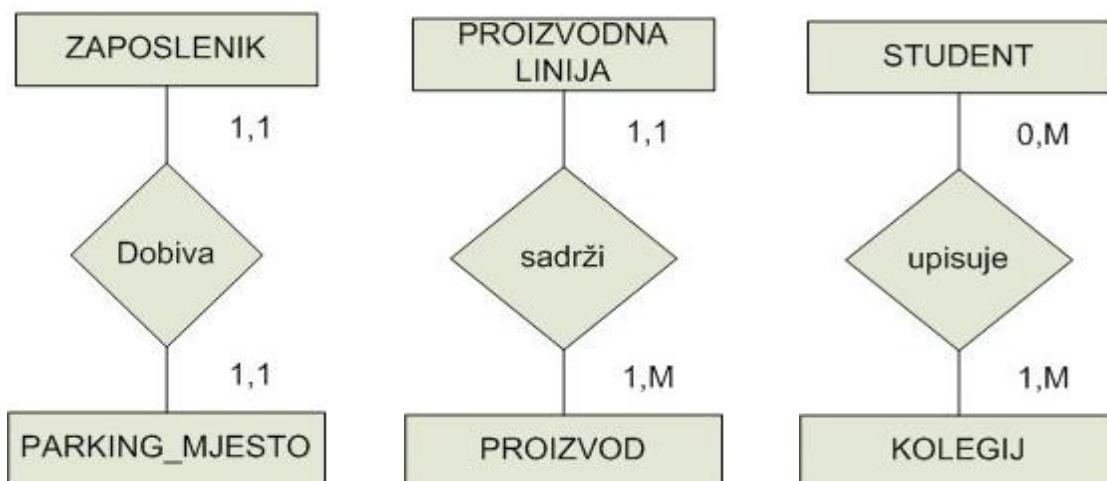 ZAPOSLENIK
1,1
Dobiva
1,1
PARKING_MJESTO
PROIZVODNA
LINIJA
1,1
sadrži
1,M
PROIZVOD
STUDENT
0,M
upisuje
1,M
KOLEGIJ